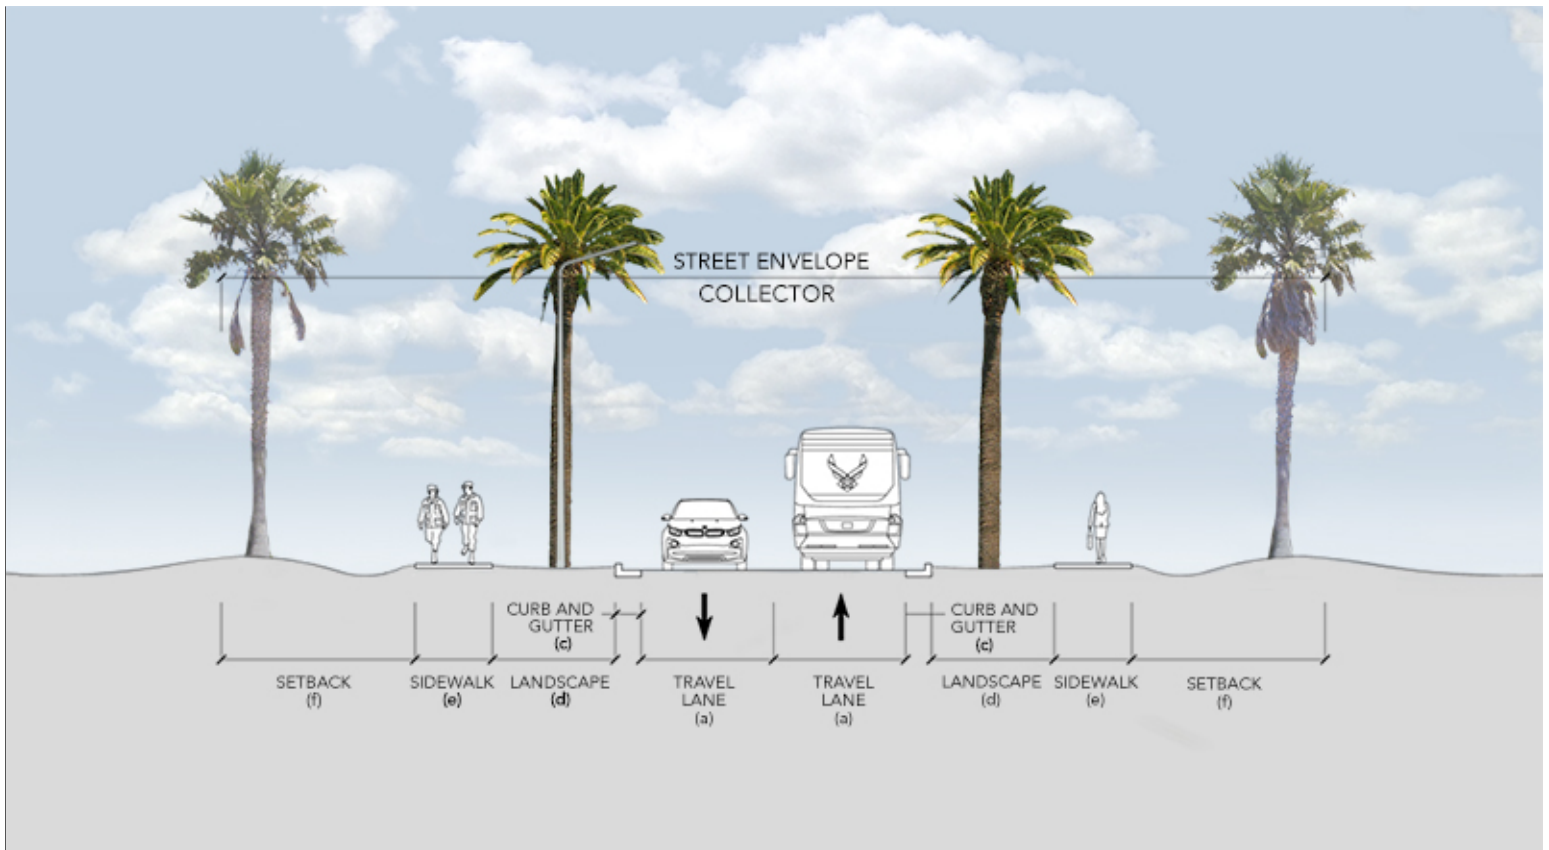 STREET ENVELOPE
COLLECTOR
CURB AND
GUTTER
(c)
CURB AND
GUTTER
(c)
SETBACK
(f)
SIDEWALK
(e)
LANDSCAPE
(d)
TRAVEL
LANE
(a)
TRAVEL
LANE
(a)
LANDSCAPE
(d)
SIDEWALK
(e)
SETBACK
(f)